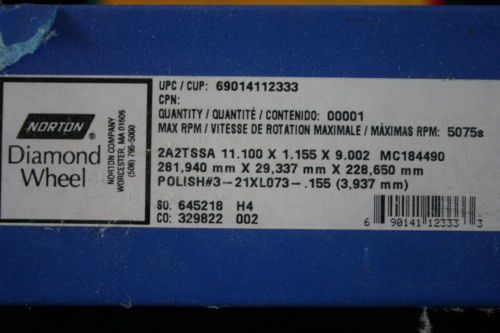 NORTON
®
Diamond
Wheel
NORTON COMPANY
WORCESTER, MA 01606
(508) 795-5000
UPC / CUP: 69014112333
CPN:
QUANTITY / QUANTITÉ / CONTENIDO: 00001
MAX RPM / VITESSE DE ROTATION MAXIMALE / MÁXIMAS RPM: 5075s
2A2TSSA 11.100 X 1.155 X 9.002 MC184490
281,940 mm X 29,337 mm X 228,650 mm
POLISH#3-21XL073-.155 (3,937 mm)
SO: 645218 H4
CO: 329822 002
6 90141 12333 3